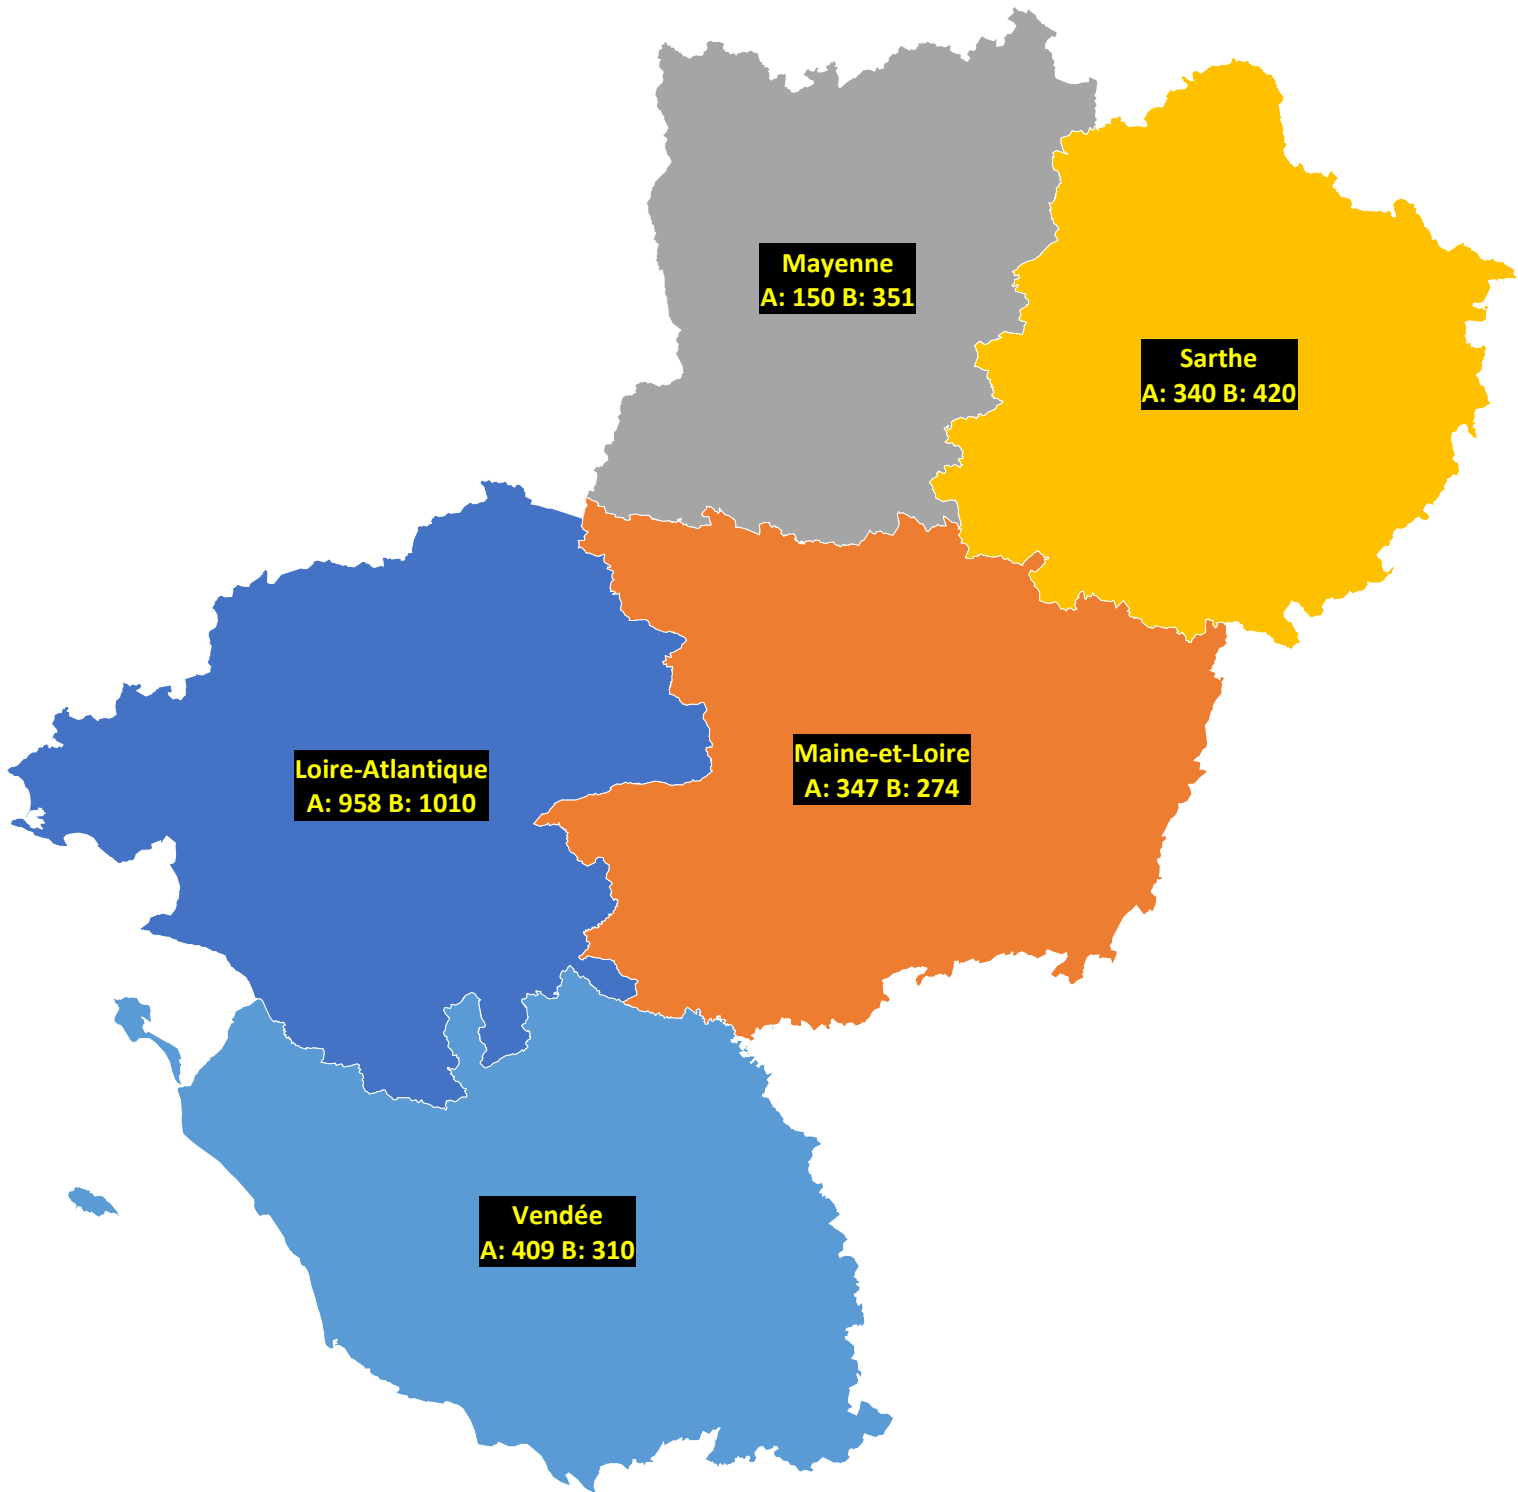 Mayenne
A: 150 B: 351
Sarthe
A: 340 B: 420
Maine-et-Loire
A: 347 B: 274
Loire-Atlantique
A: 958 B: 1010
Vendée
A: 409 B: 310